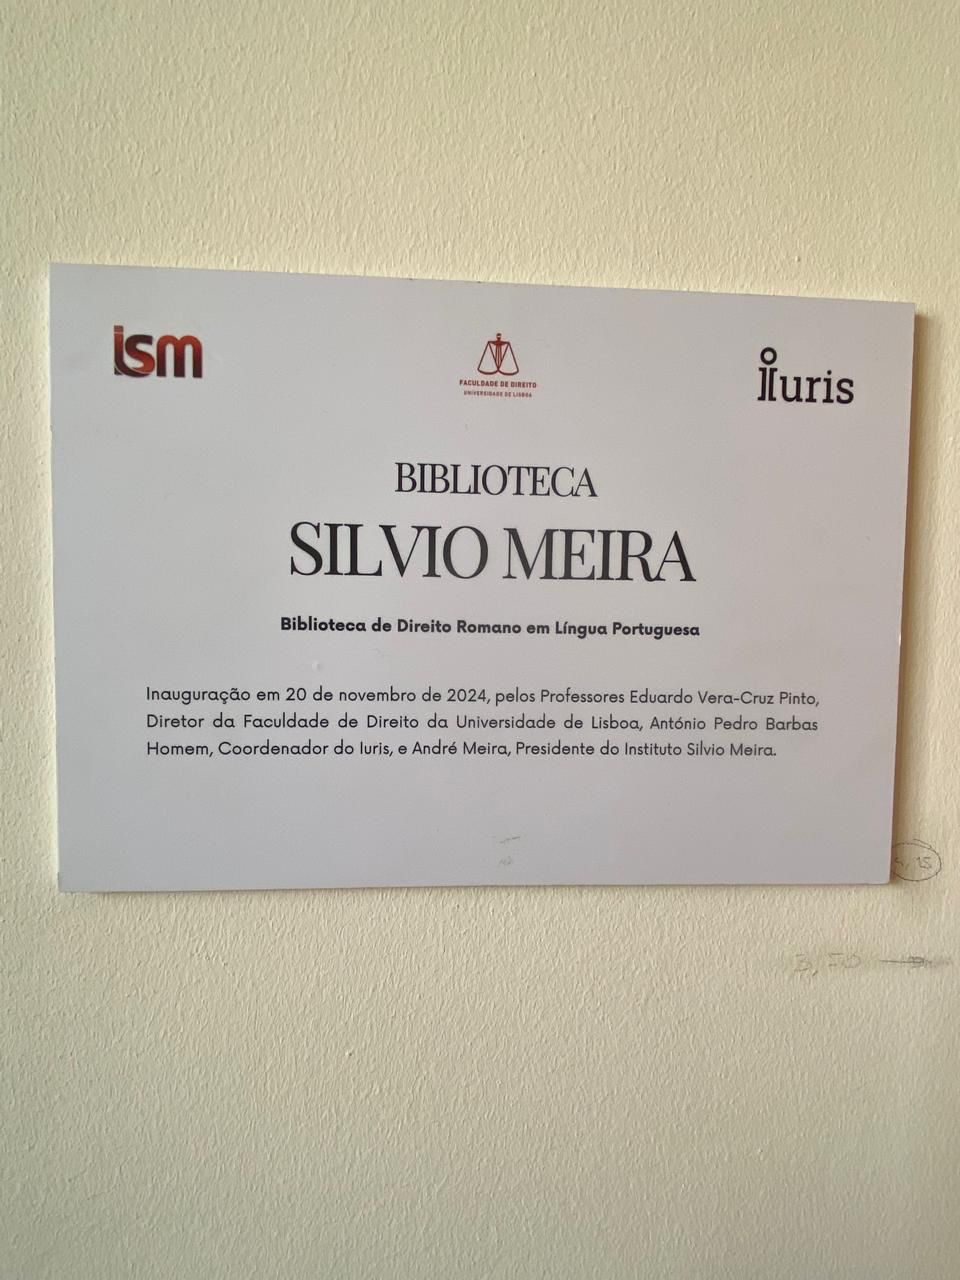 ism
FACULDADE DE DIREITO
UNIVERSIDADE DE LISBOA
iuris
BIBLIOTECA
SILVIO MEIRA
Biblioteca de Direito Romano em Língua Portuguesa
Inauguração em 20 de novembro de 2024, pelos Professores Eduardo Vera-Cruz Pinto,
Diretor da Faculdade de Direito da Universidade de Lisboa, António Pedro Barbas
Homem, Coordenador do Iuris, e André Meira, Presidente do Instituto Silvio Meira.